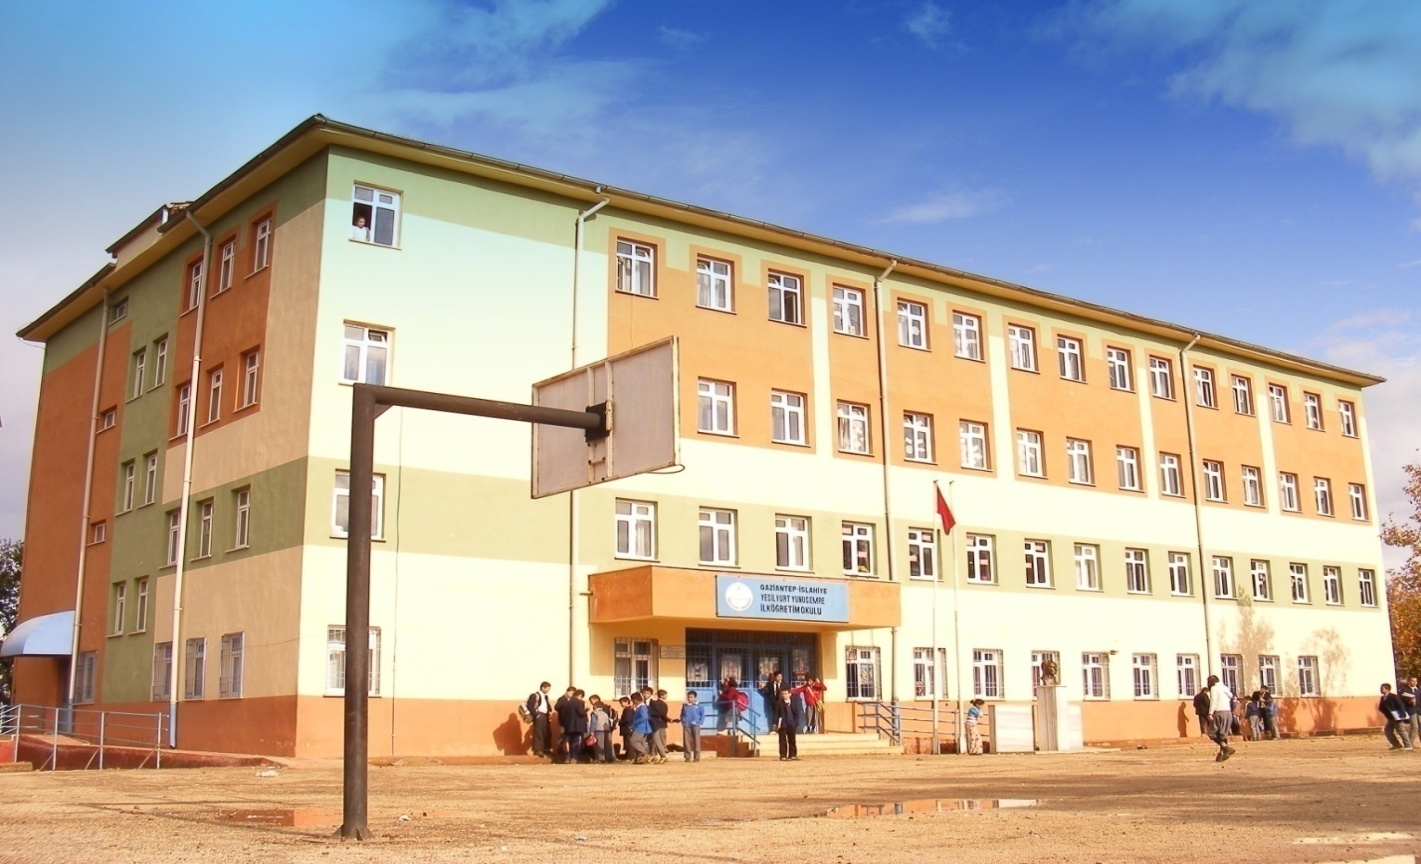 GAZİANTEP-İSLAHİYE
YEŞİLYURT YUNUSEMRE
İLKÖĞRETİM OKULU